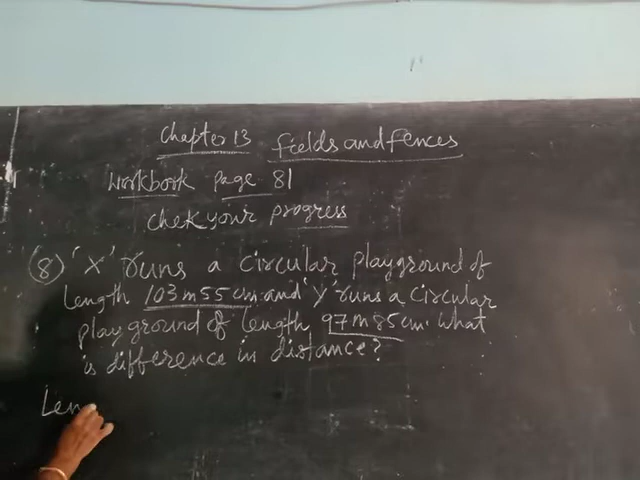 Chapter 13 Fields and Fences
Workbook page 81
Chek your progress
(8) 'X' runs a circular playground of
length 103 m 55 cm and 'Y' runs a circular
playground of length 97 m 85 cm. What
is difference in distance?
Len